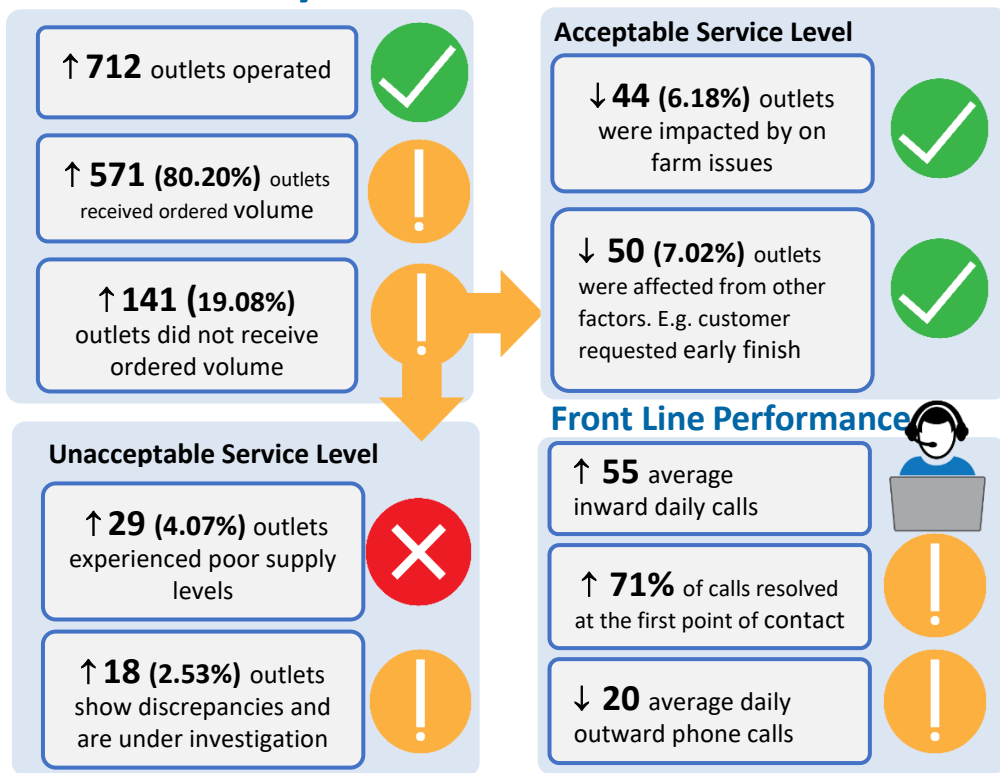 ↑ 712 outlets operated
↑ 571 (80.20%) outlets
received ordered volume
↑ 141 (19.08%)
outlets did not receive
ordered volume
Acceptable Service Level
↓ 44 (6.18%) outlets
were impacted by on
farm issues
↓ 50 (7.02%) outlets
were affected from other
factors. E.g. customer
requested early finish
Unacceptable Service Level
↑ 29 (4.07%) outlets
experienced poor supply
levels
↑ 18 (2.53%) outlets
show discrepancies and
are under investigation
Front Line Performance
↑ 55 average
inward daily calls
↑ 71% of calls resolved
at the first point of contact
↓ 20 average daily
outward phone calls